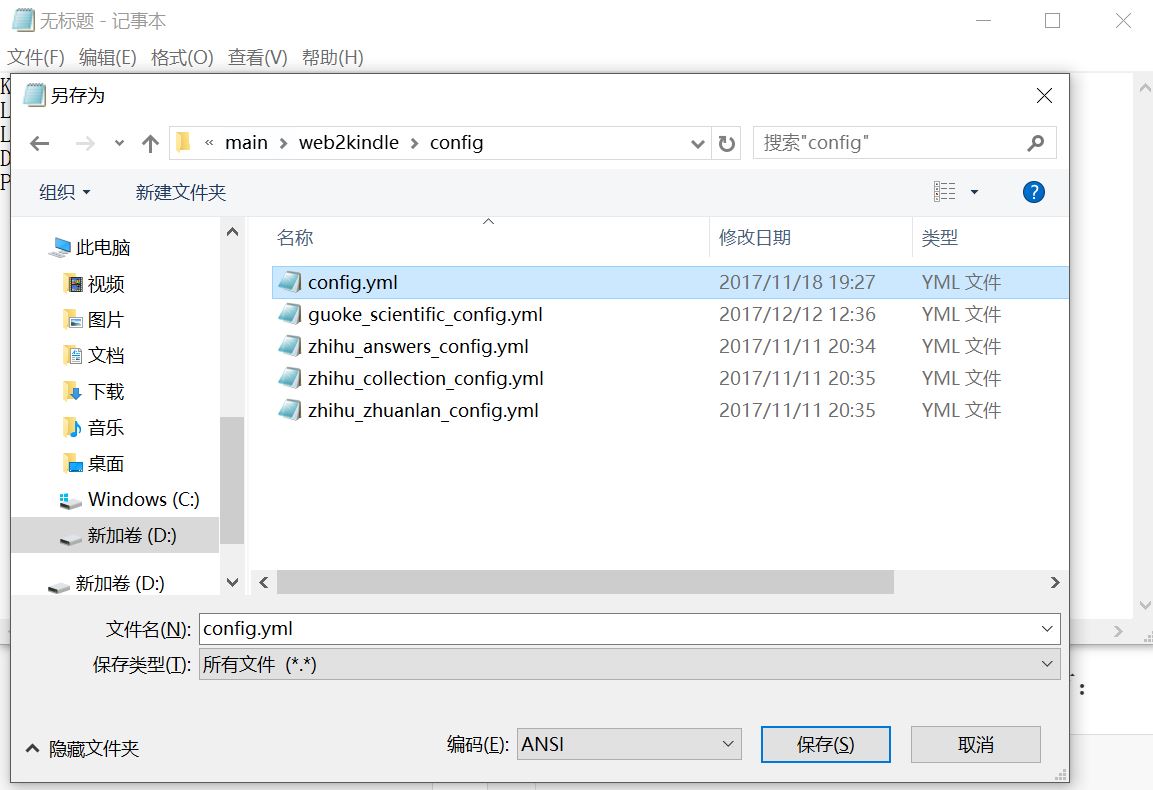 无标题 - 记事本
文件(F) 编辑(E) 格式(O) 查看(V) 帮助(H)
K
L
L
D
P
另存为
« main > web2kindle > config
搜索"config"
组织 新建文件夹
名称 修改日期 类型
此电脑
视频
图片
文档
下载
音乐
桌面
Windows (C:)
新加卷 (D:)
新加卷 (D:)
config.yml 2017/11/18 19:27 YML 文件
guoke_scientific_config.yml 2017/12/12 12:36 YML 文件
zhihu_answers_config.yml 2017/11/11 20:34 YML 文件
zhihu_collection_config.yml 2017/11/11 20:35 YML 文件
zhihu_zhuanlan_config.yml 2017/11/11 20:35 YML 文件
文件名(N): config.yml
保存类型(T): 所有文件 (*.*)
隐藏文件夹 编码(E): ANSI 保存(S) 取消